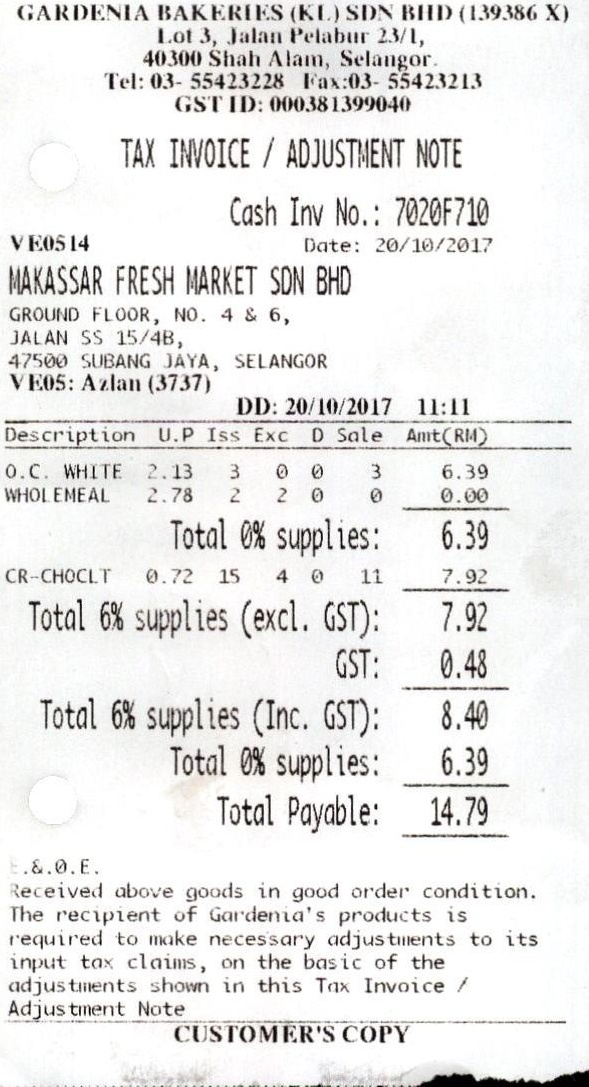 GARDENIA BAKERIES (KL) SDN BHD (139386 X)
Lot 3, Jalan Pelabur 23/1,
40300 Shah Alam, Selangor.
Tel: 03- 55423228 Fax:03- 55423213
GST ID: 000381399040
TAX INVOICE / ADJUSTMENT NOTE
Cash Inv No.: 7020F710
VE0514 Date: 20/10/2017
MAKASSAR FRESH MARKET SDN BHD
GROUND FLOOR, NO. 4 & 6,
JALAN SS 15/4B,
47500 SUBANG JAYA, SELANGOR
VE05: Azlan (3737)
DD: 20/10/2017 11:11
Description U.P Iss Exc D Sale Amt(RM)
O.C. WHITE 2.13 3 0 0 3 6.39
WHOLEMEAL 2.78 2 2 0 0 0.00
Total 0% supplies: 6.39
CR-CHOCLT 0.72 15 4 0 11 7.92
Total 6% supplies (excl. GST): 7.92
GST: 0.48
Total 6% supplies (Inc. GST): 8.40
Total 0% supplies: 6.39
Total Payable: 14.79
E.&.O.E.
Received above goods in good order condition.
The recipient of Gardenia's products is
required to make necessary adjustments to its
input tax claims, on the basic of the
adjustments shown in this Tax Invoice /
Adjustment Note
CUSTOMER'S COPY